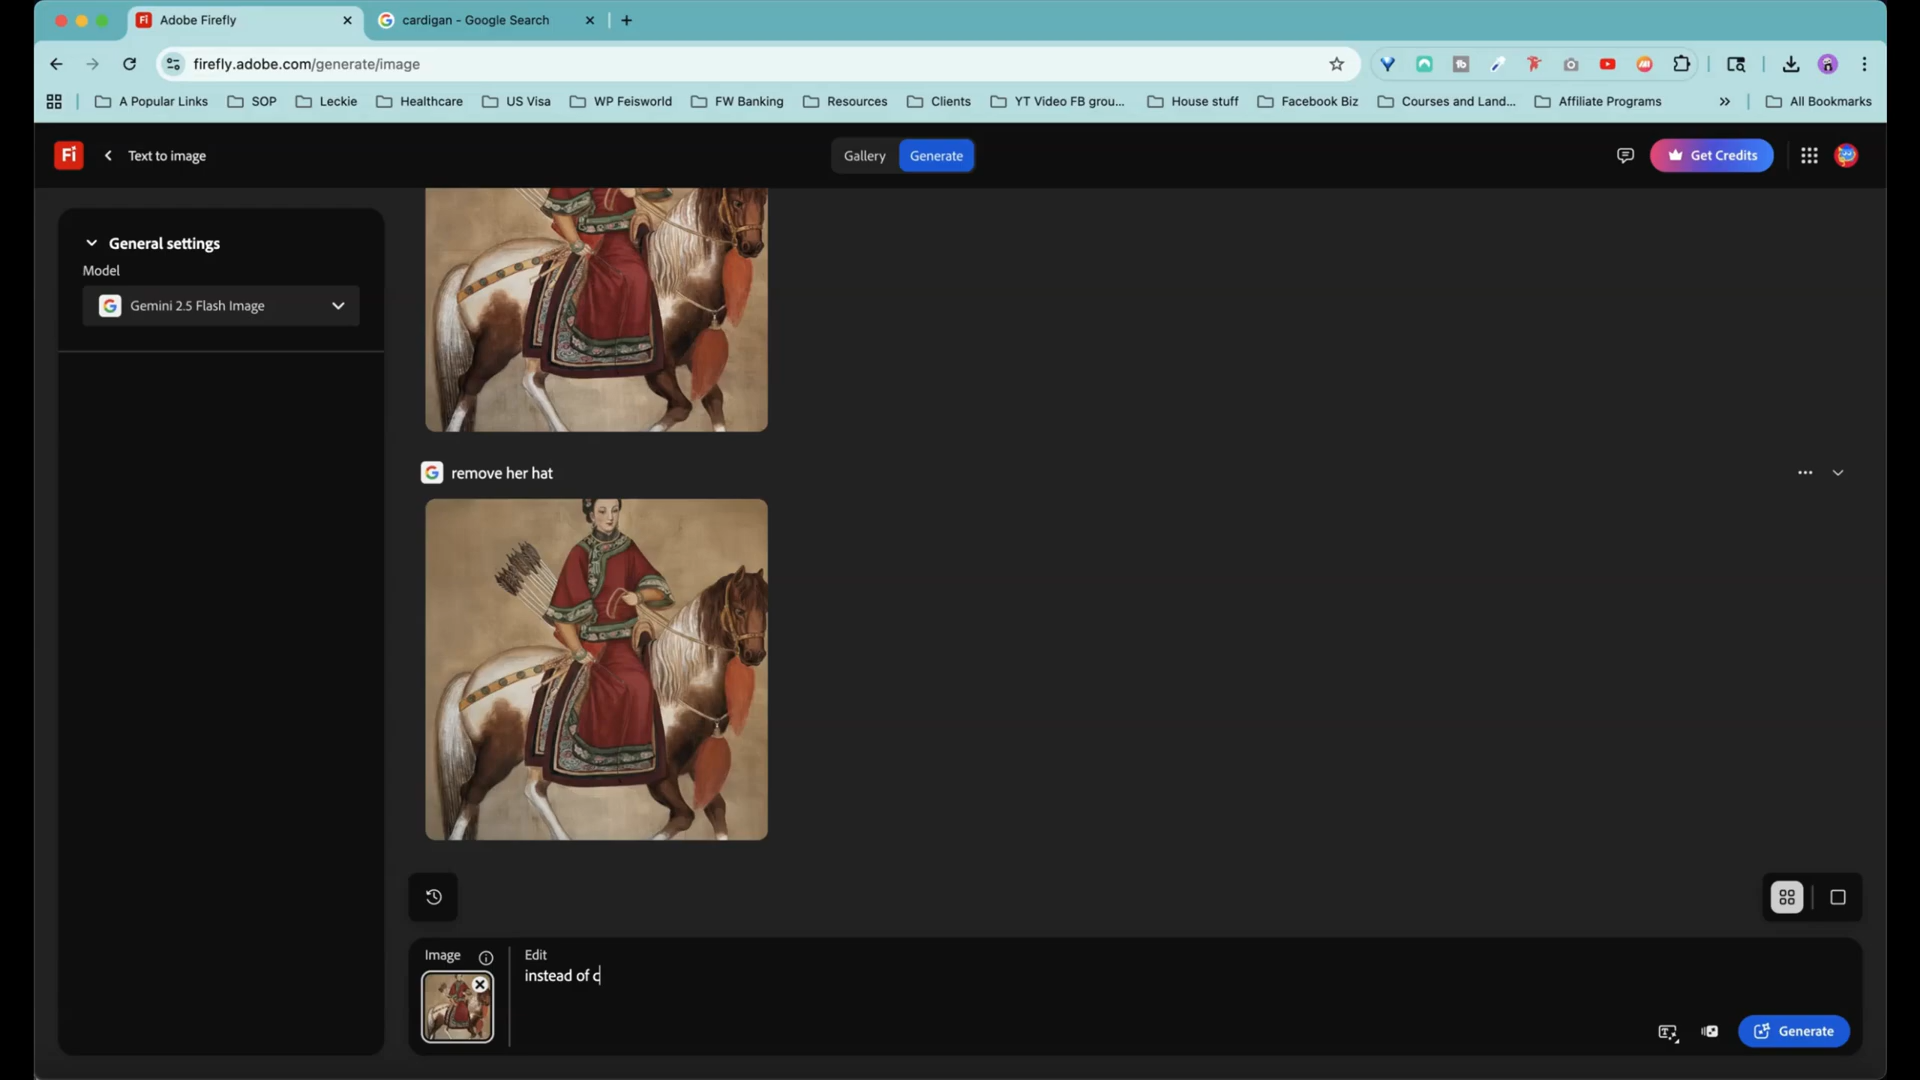 Adobe Firefly
cardigan - Google Search
firefly.adobe.com/generate/image
A Popular Links
SOP
Leckie
Healthcare
US Visa
WP Feisworld
FW Banking
Resources
Clients
YT Video FB grou...
House stuff
Facebook Biz
Courses and Land...
Affiliate Programs
All Bookmarks
Fi
Text to image
Gallery
Generate
Get Credits
General settings
Model
Gemini 2.5 Flash Image
remove her hat
Image
Edit
instead of c
Generate